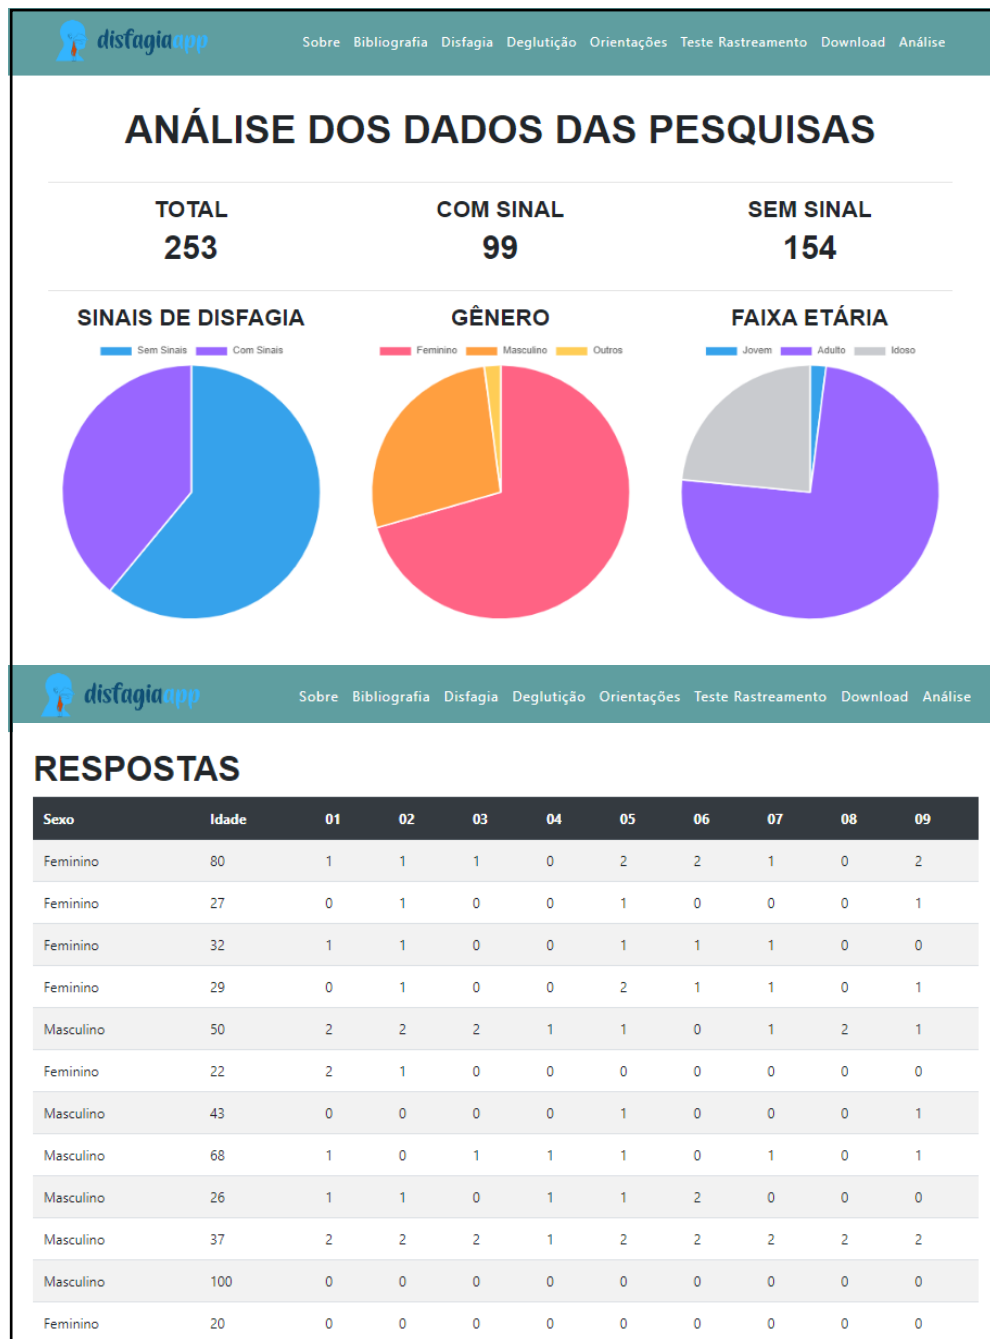 disfagiaapp Sobre Bibliografia Disfagia Deglutição Orientações Teste Rastreamento Download Análise
ANÁLISE DOS DADOS DAS PESQUISAS
TOTAL COM SINAL SEM SINAL
253 99 154
SINAIS DE DISFAGIA GÊNERO FAIXA ETÁRIA
Sem Sinais Com Sinais Feminino Masculino Outros Jovem Adulto Idoso
disfagiaapp Sobre Bibliografia Disfagia Deglutição Orientações Teste Rastreamento Download Análise
RESPOSTAS
Sexo Idade 01 02 03 04 05 06 07 08 09
Feminino 80 1 1 1 0 2 2 1 0 2
Feminino 27 0 1 0 0 1 0 0 0 1
Feminino 32 1 1 0 0 1 1 1 0 0
Feminino 29 0 1 0 0 2 1 1 0 1
Masculino 50 2 2 2 1 1 0 1 2 1
Feminino 22 2 1 0 0 0 0 0 0 0
Masculino 43 0 0 0 0 1 0 0 0 1
Masculino 68 1 0 1 1 1 0 1 0 1
Masculino 26 1 1 0 1 1 2 0 0 0
Masculino 37 2 2 2 1 2 2 2 2 2
Masculino 100 0 0 0 0 0 0 0 0 0
Feminino 20 0 0 0 0 0 0 0 0 0